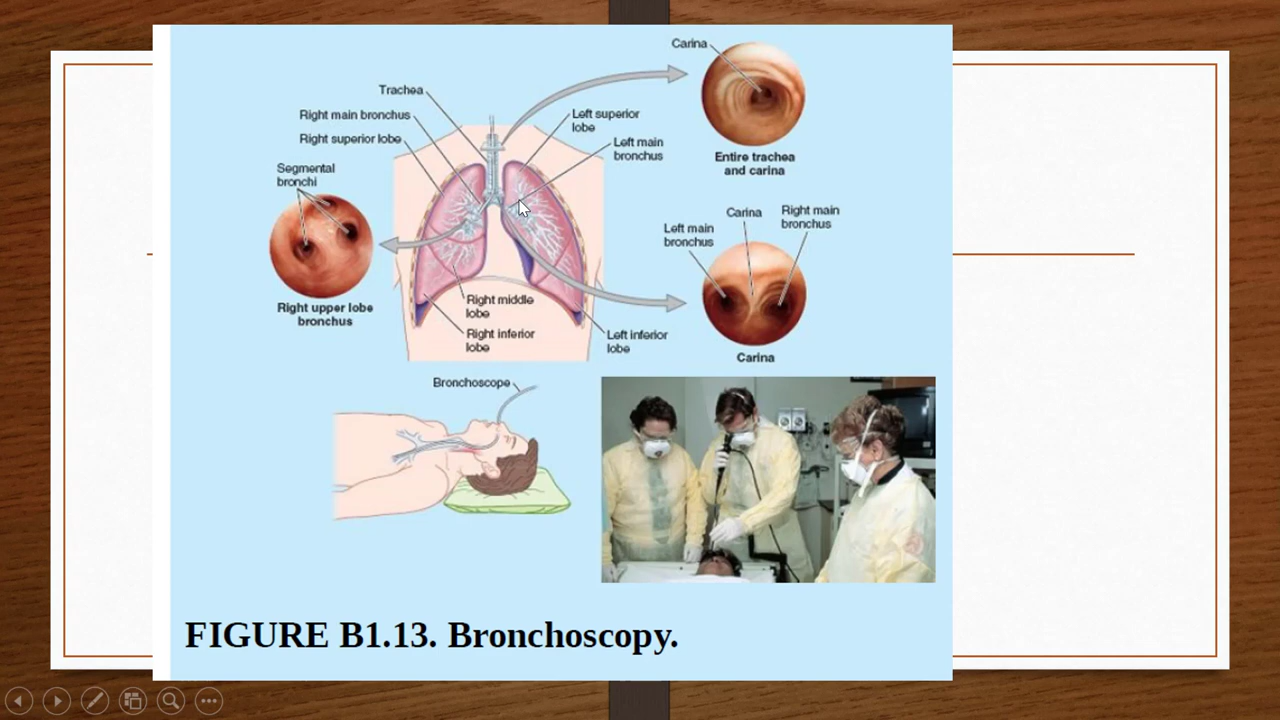 Carina
Trachea
Right main bronchus
Right superior lobe
Left superior
lobe
Left main
bronchus
Entire trachea
and carina
Segmental
bronchi
Right upper lobe
bronchus
Left main
bronchus
Carina
Right main
bronchus
Right middle
lobe
Right inferior
lobe
Left inferior
lobe
Carina
Bronchoscope
FIGURE B1.13. Bronchoscopy.